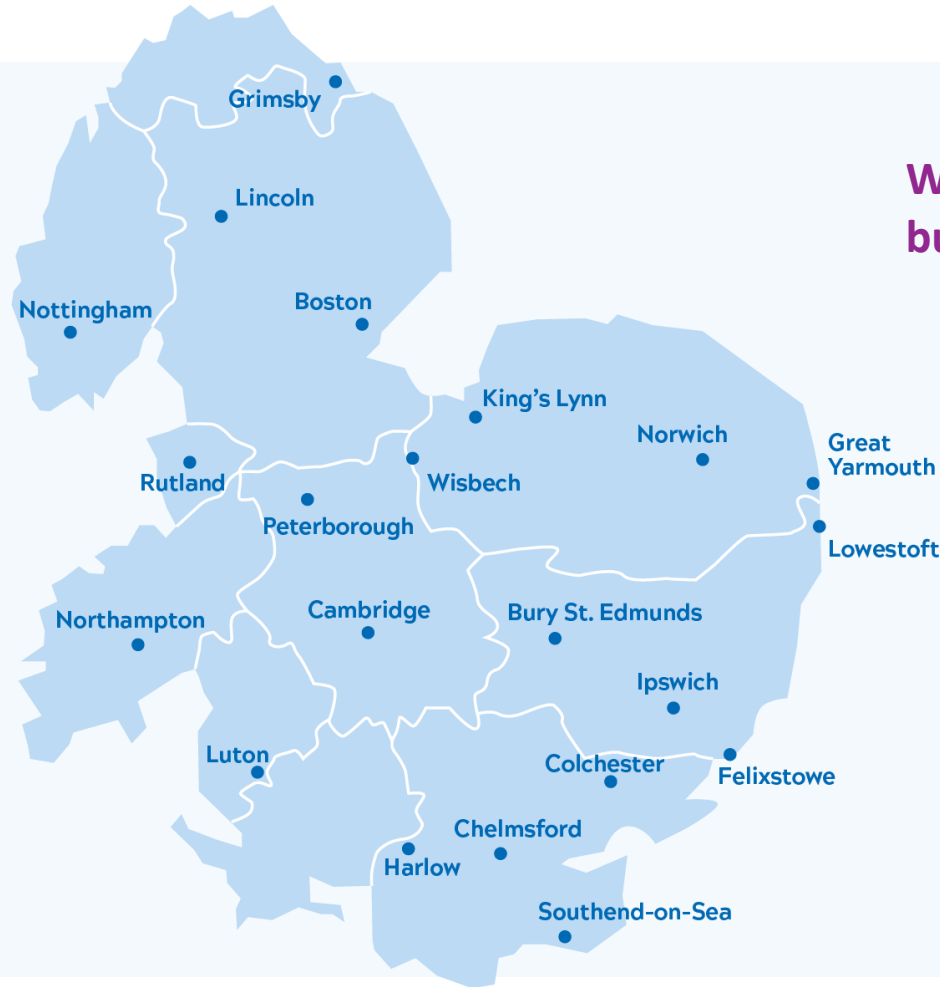 Grimsby
W
bu
Lincoln
Boston
Nottingham
King's Lynn
Norwich
Great
Yarmouth
Rutland
Wisbech
Peterborough
Lowestoft
Cambridge
Bury St. Edmunds
Northampton
Ipswich
Luton
Colchester
Felixstowe
Chelmsford
Harlow
Southend-on-Sea